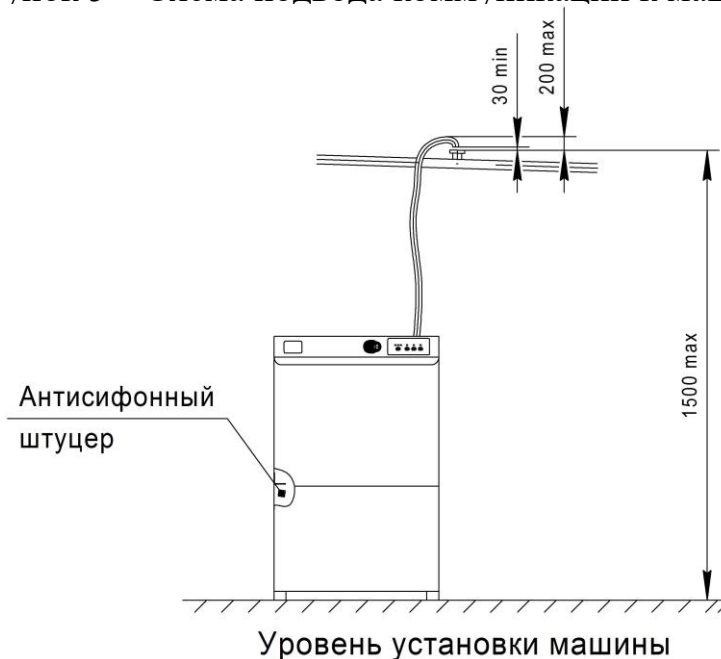 30 min
200 max
1500 max
Антисифонный
штуцер
Уровень установки машины